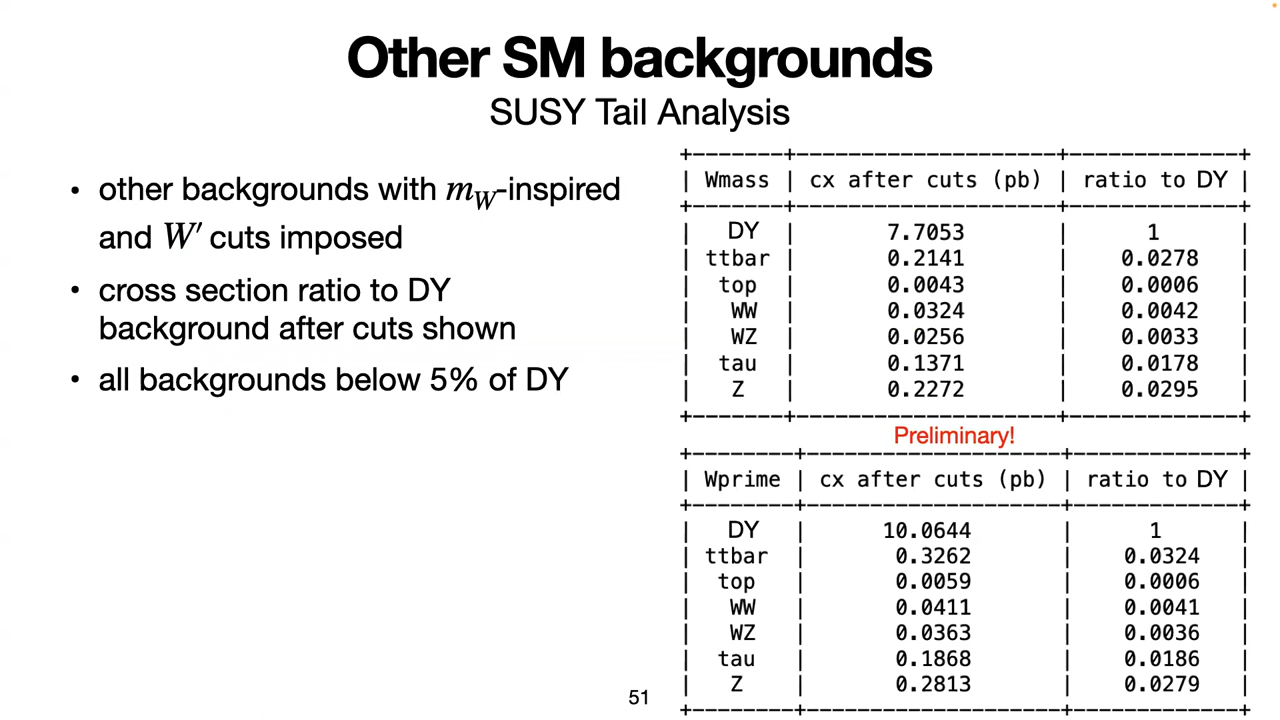 Other SM backgrounds
SUSY Tail Analysis
• other backgrounds with m_W-inspired
and W′ cuts imposed
• cross section ratio to DY
background after cuts shown
• all backgrounds below 5% of DY
+-------+---------------------+--------------+
| Wmass | cx after cuts (pb) | ratio to DY |
+-------+---------------------+--------------+
| DY | 7.7053 | 1 |
| ttbar | 0.2141 | 0.0278 |
| top | 0.0043 | 0.0006 |
| WW | 0.0324 | 0.0042 |
| WZ | 0.0256 | 0.0033 |
| tau | 0.1371 | 0.0178 |
| Z | 0.2272 | 0.0295 |
+-------+---------------------+--------------+
Preliminary!
+--------+--------------------+--------------+
| Wprime | cx after cuts (pb) | ratio to DY |
+--------+--------------------+--------------+
| DY | 10.0644 | 1 |
| ttbar | 0.3262 | 0.0324 |
| top | 0.0059 | 0.0006 |
| WW | 0.0411 | 0.0041 |
| WZ | 0.0363 | 0.0036 |
| tau | 0.1868 | 0.0186 |
| Z | 0.2813 | 0.0279 |
+--------+--------------------+--------------+
51